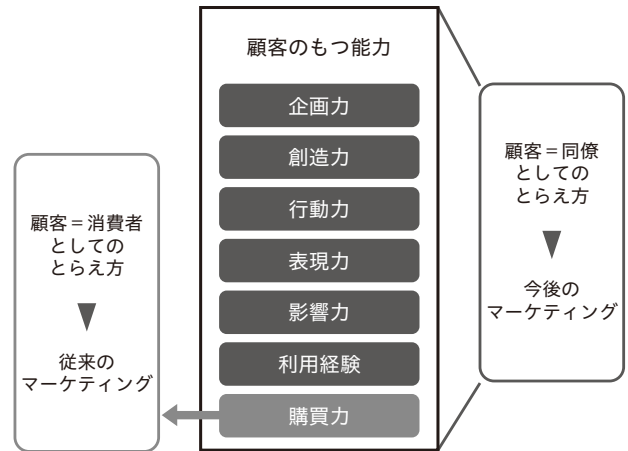 顧客のもつ能力
企画力
創造力
行動力
表現力
影響力
利用経験
購買力
顧客＝消費者
としての
とらえ方
従来の
マーケティング
顧客＝同僚
としての
とらえ方
今後の
マーケティング